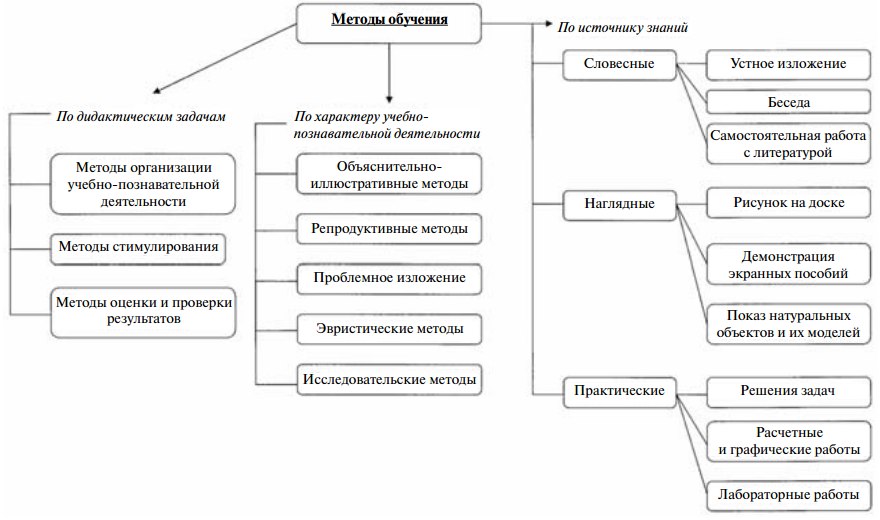 Методы обучения
По дидактическим задачам
Методы организации
учебно-познавательной
деятельности
Методы стимулирования
Методы оценки и проверки
результатов
По характеру учебно-
познавательной деятельности
Объяснительно-
иллюстративные методы
Репродуктивные методы
Проблемное изложение
Эвристические методы
Исследовательские методы
По источнику знаний
Словесные
Устное изложение
Беседа
Самостоятельная работа
с литературой
Наглядные
Рисунок на доске
Демонстрация
экранных пособий
Показ натуральных
объектов и их моделей
Практические
Решения задач
Расчетные
и графические работы
Лабораторные работы